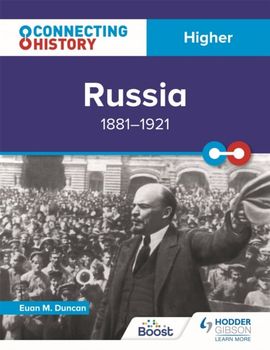 CONNECTING
HISTORY
Higher
Russia
1881–1921
Euan M. Duncan
Boost
HODDER
GIBSON
LEARN MORE